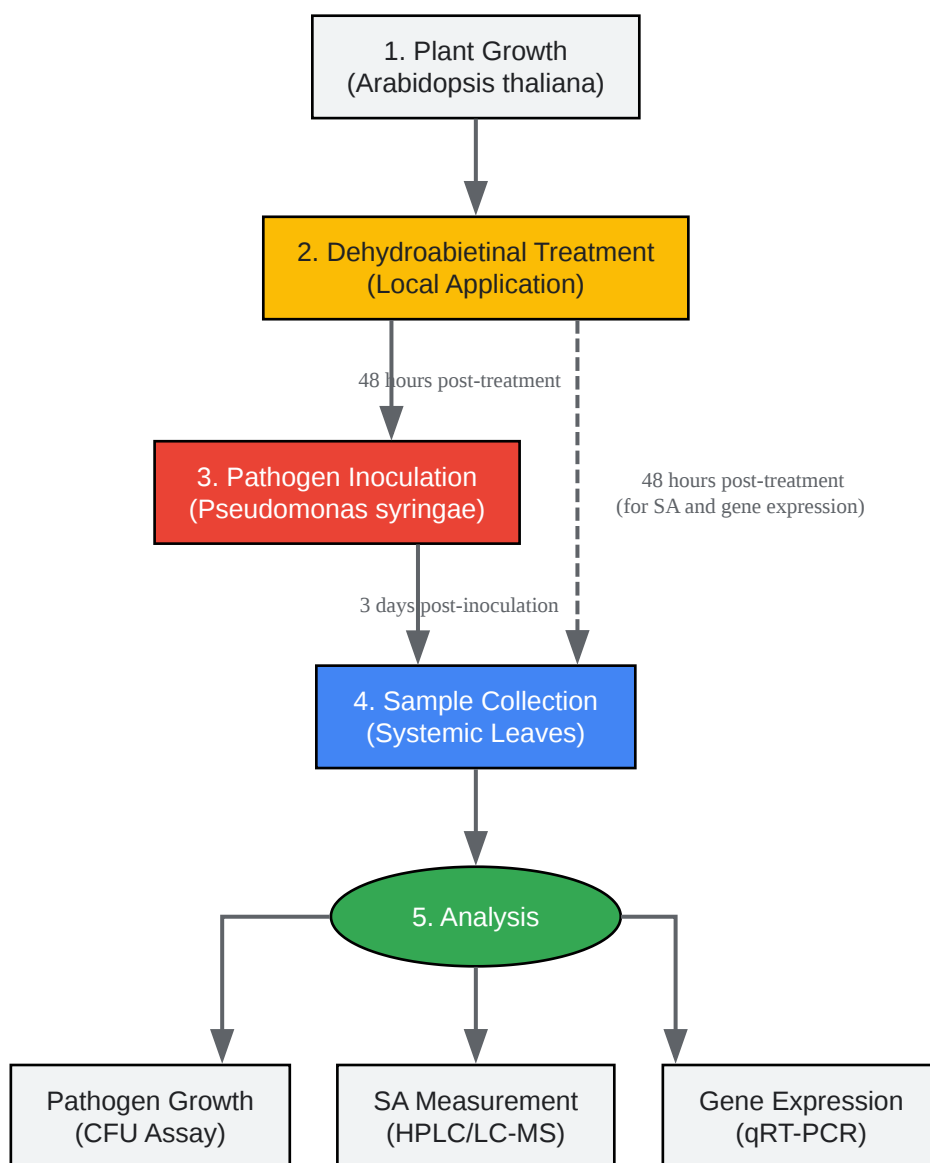 1. Plant Growth
(Arabidopsis thaliana)
2. Dehydroabietinal Treatment
(Local Application)
48 hours post-treatment
3. Pathogen Inoculation
(Pseudomonas syringae)
48 hours post-treatment
(for SA and gene expression)
3 days post-inoculation
4. Sample Collection
(Systemic Leaves)
5. Analysis
Pathogen Growth
(CFU Assay)
SA Measurement
(HPLC/LC-MS)
Gene Expression
(qRT-PCR)